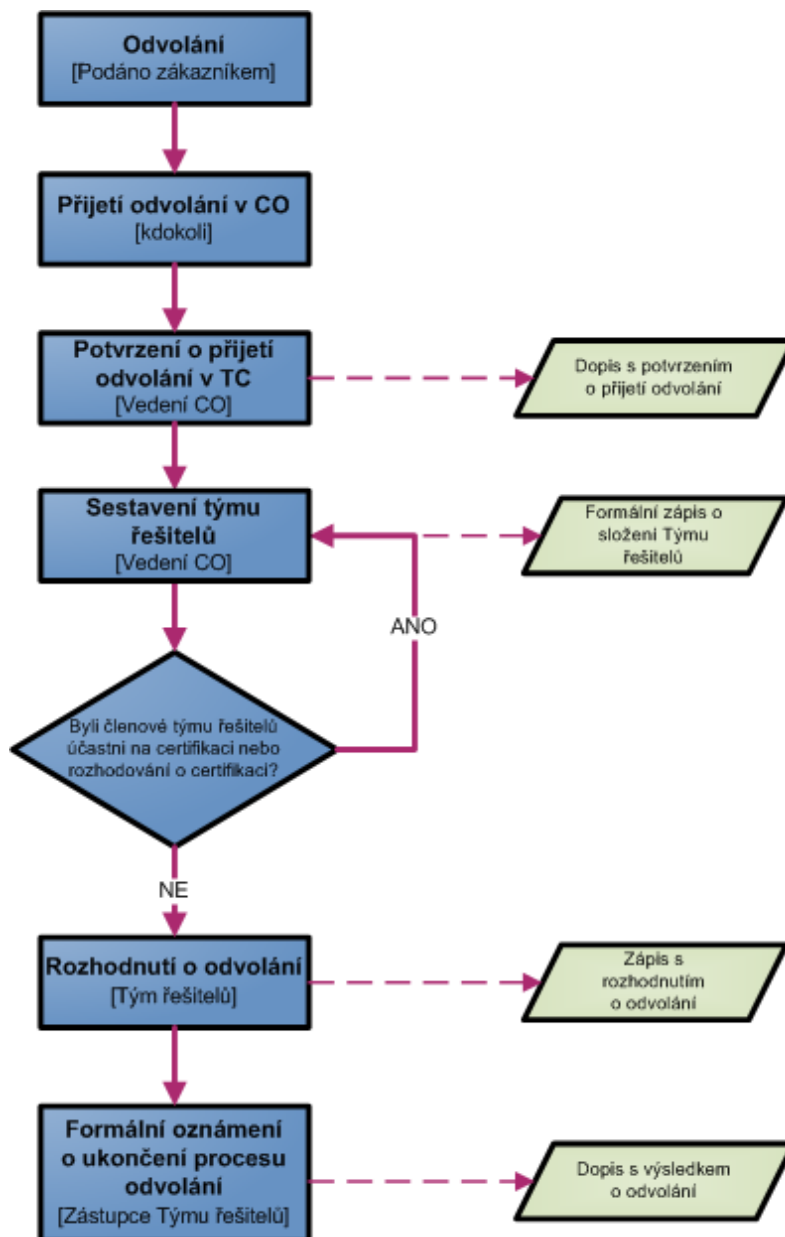 Odvolání
[Podáno zákazníkem]
Přijetí odvolání v CO
[kdokoli]
Potvrzení o přijetí
odvolání v TC
[Vedení CO]
Dopis s potvrzením
o přijetí odvolání
Sestavení týmu
řešitelů
[Vedení CO]
Formální zápis o
složení Týmu
řešitelů
ANO
Byli členové týmu řešitelů
účastni na certifikaci nebo
rozhodování o certifikaci?
NE
Rozhodnutí o odvolání
[Tým řešitelů]
Zápis s
rozhodnutím
o odvolání
Formální oznámení
o ukončení procesu
odvolání
[Zástupce Týmu řešitelů]
Dopis s výsledkem
o odvolání